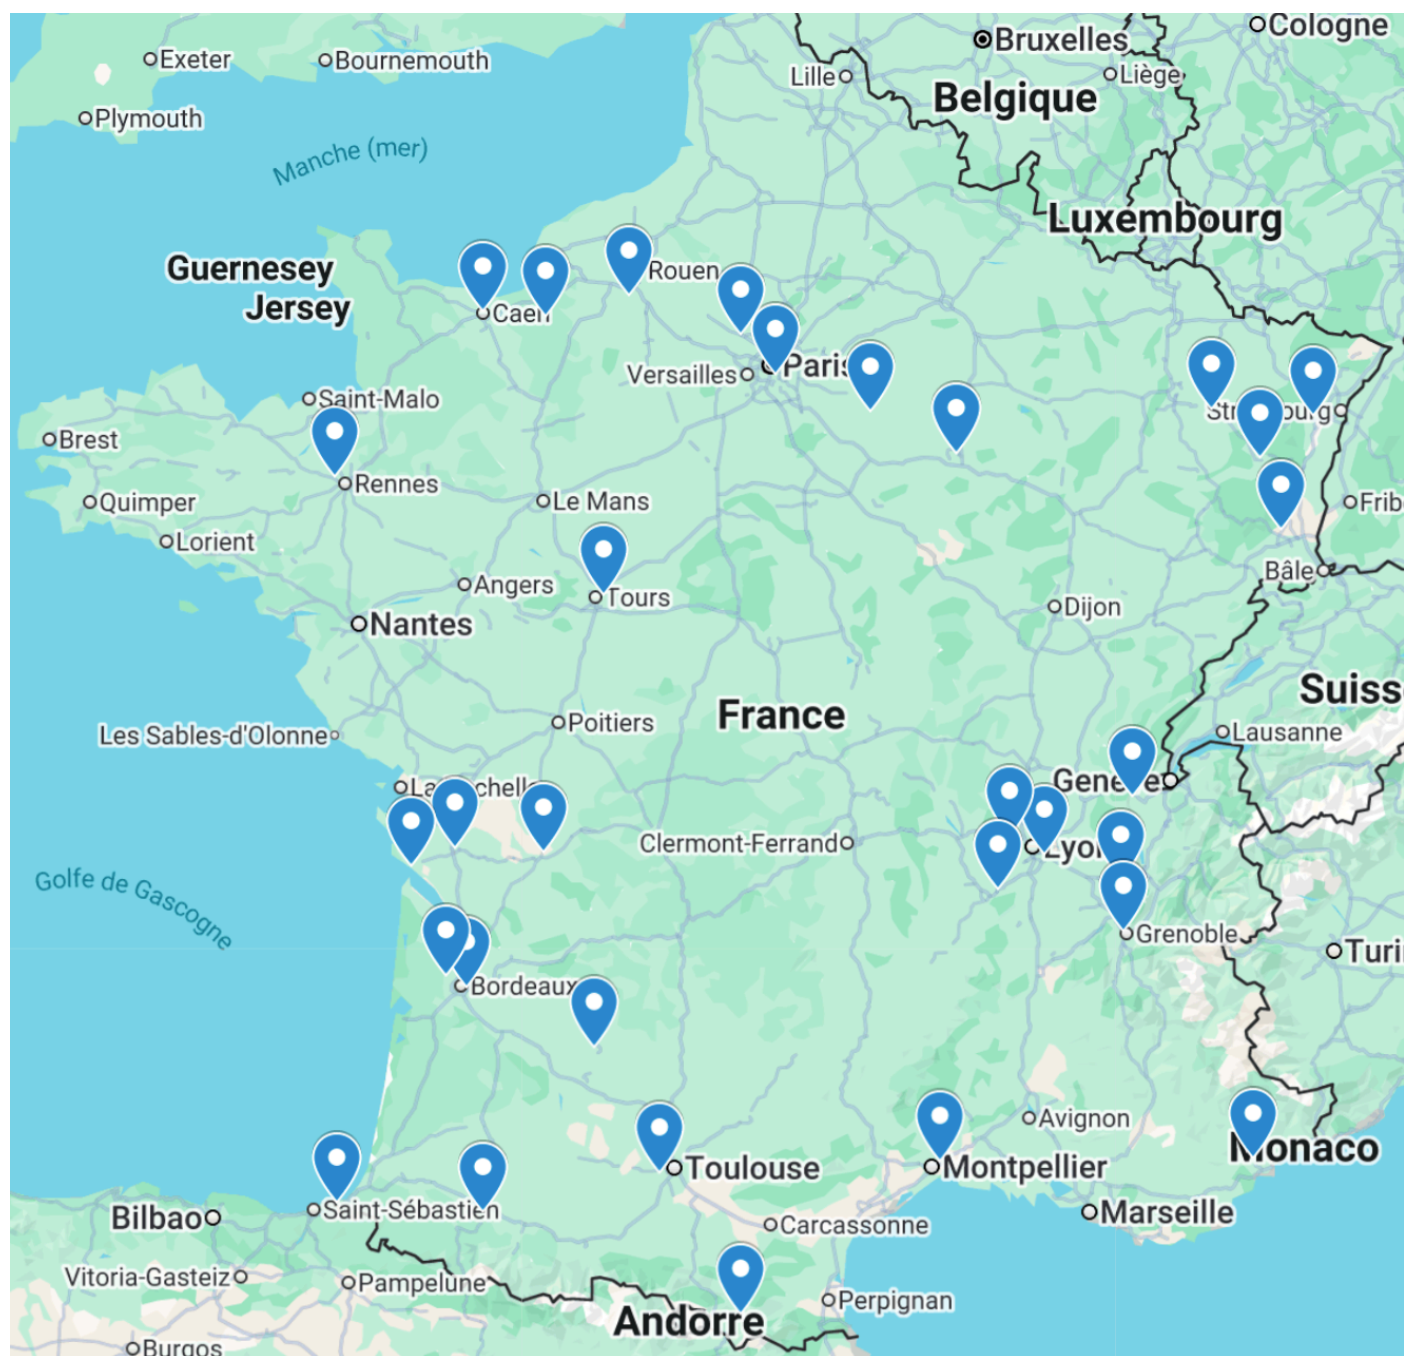 Cologne
Bruxelles
Exeter
Bournemouth
Lille
Liège
Belgique
Plymouth
Manche (mer)
Luxembourg
Guernesey
Jersey
Rouen
Caen
Versailles
Paris
Saint-Malo
Brest
Rennes
Quimper
Le Mans
Lorient
Angers
Tours
Bâle
Dijon
Nantes
France
Poitiers
Les Sables-d'Olonne
Lausanne
Clermont-Ferrand
Lyon
Golfe de Gascogne
Grenoble
Bordeaux
Avignon
Monaco
Toulouse
Montpellier
Saint-Sébastien
Bilbao
Carcassonne
Marseille
Vitoria-Gasteiz
Pampelune
Andorre
Perpignan
Burgos